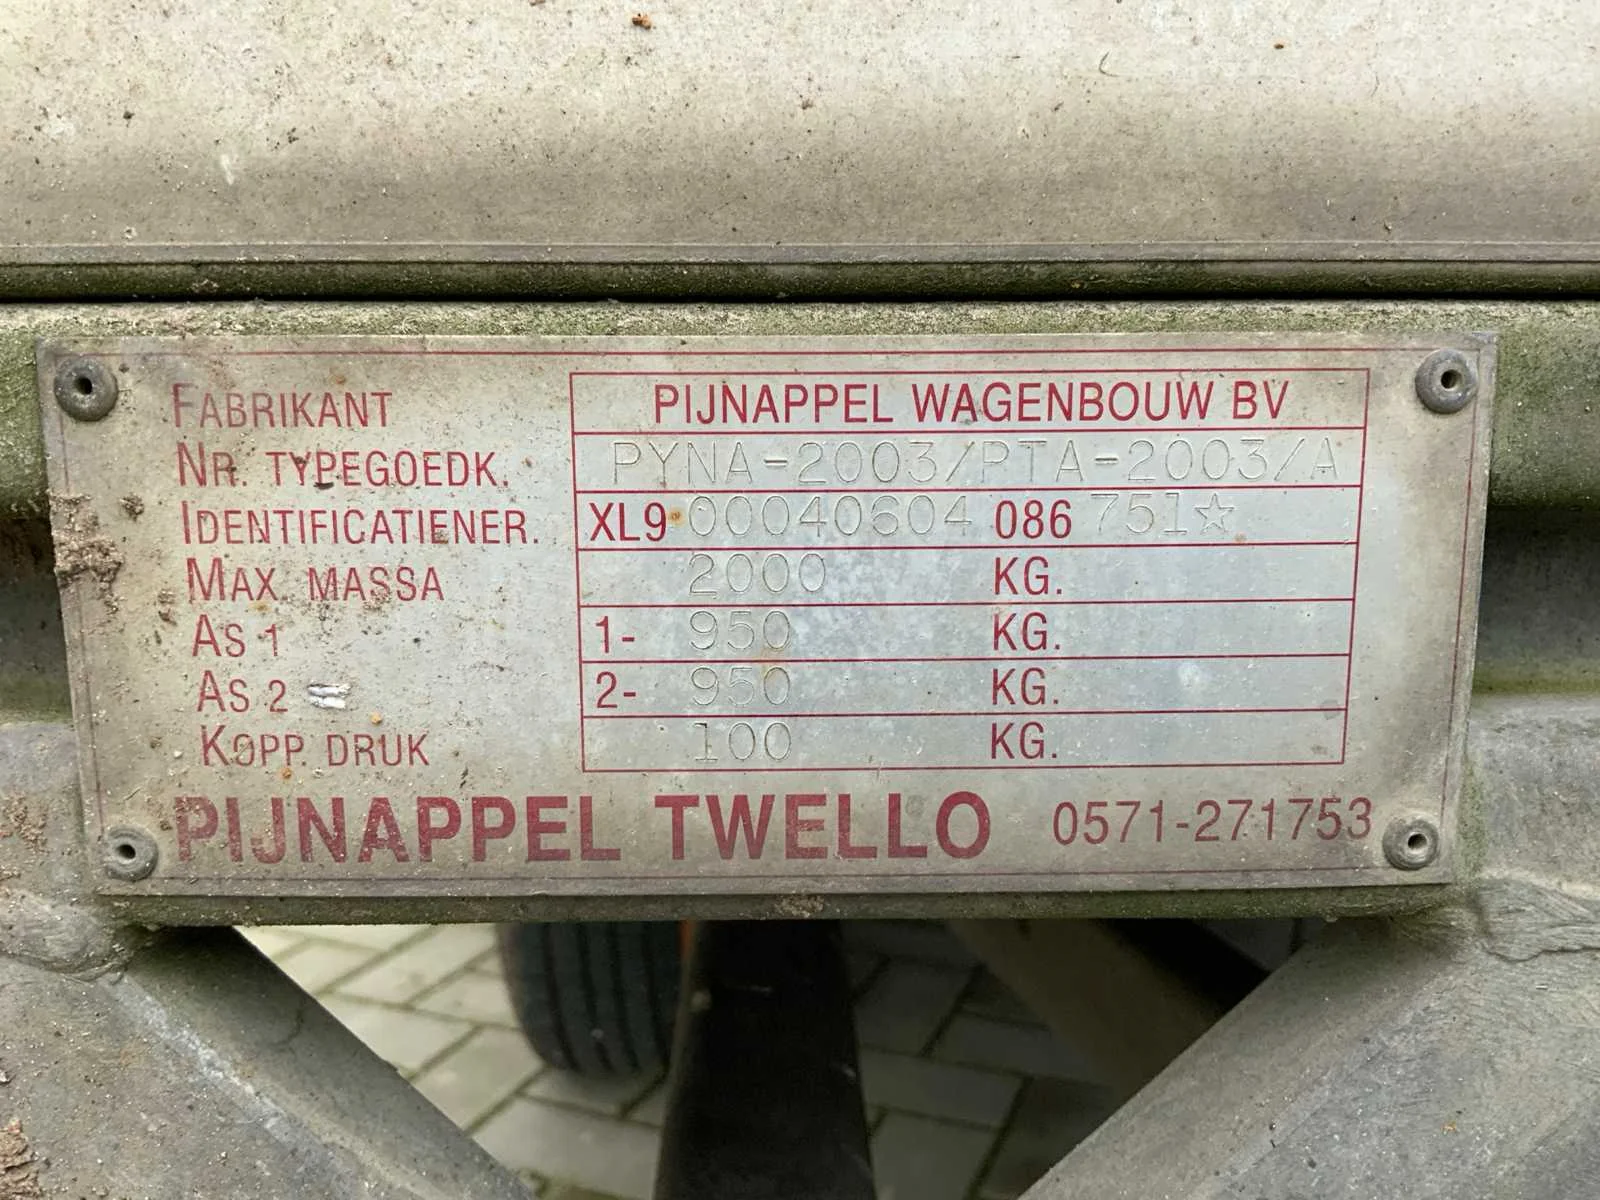 FABRIKANT PIJNAPPEL WAGENBOUW BV
NR. TYPEGOEDK. PYNA-2003/PTA-2003/A
IDENTIFICATIENER. XL9 00040604 086 751☆
MAX. MASSA 2000 KG.
AS 1 1- 950 KG.
AS 2 2- 950 KG.
KOPP. DRUK 100 KG.
PIJNAPPEL TWELLO 0571-271753